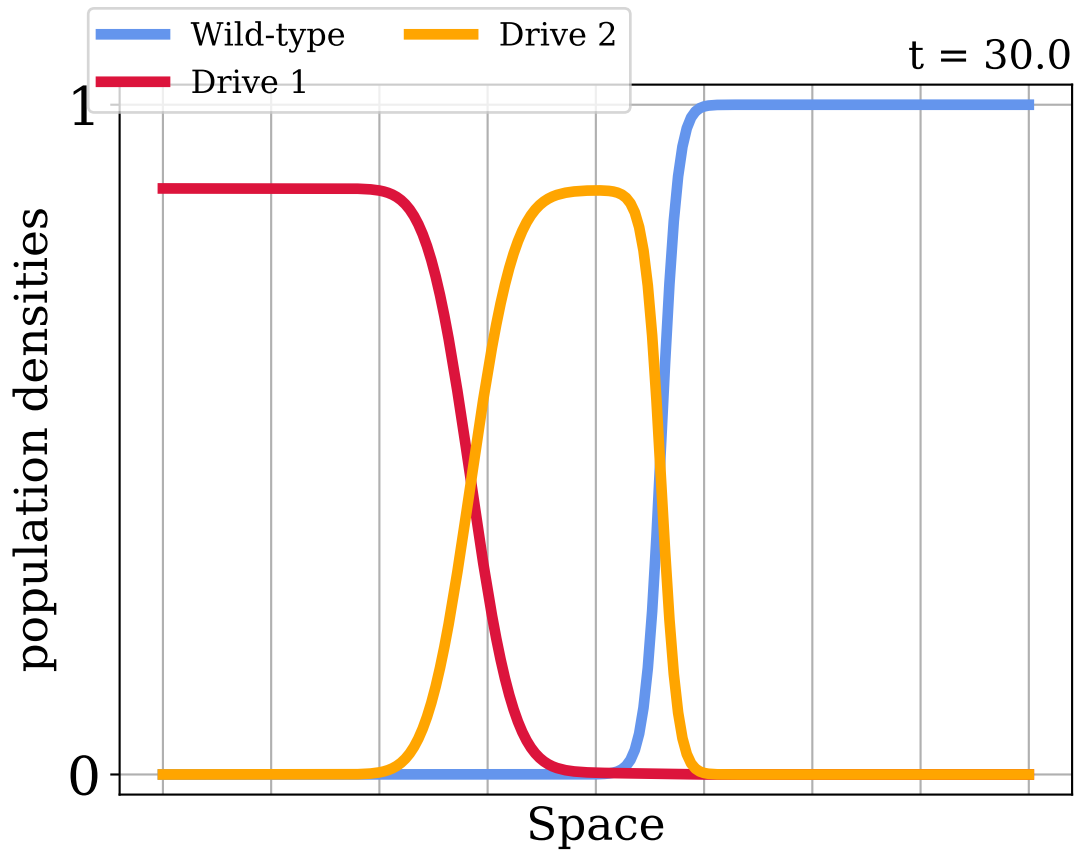 Wild-type
Drive 2
Drive 1
t = 30.0
1
population densities
0
Space